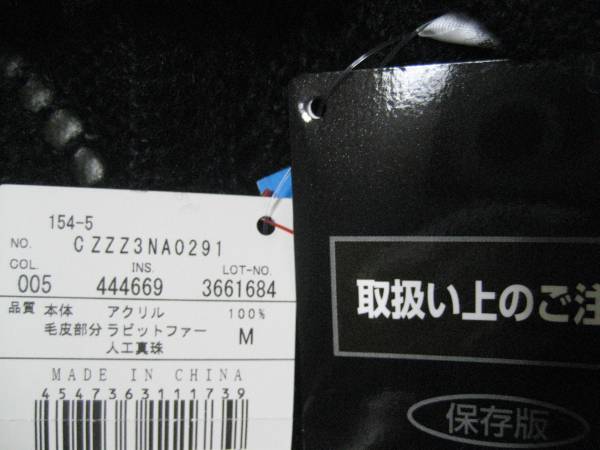 154-5
NO. CZZZ3NA0291
COL. INS. LOT-NO.
005 444669 3661684
品質 本体 アクリル 100%
毛皮部分 ラビットファー M
人工真珠
MADE IN CHINA
4547363111739
取扱い上のご注
保存版